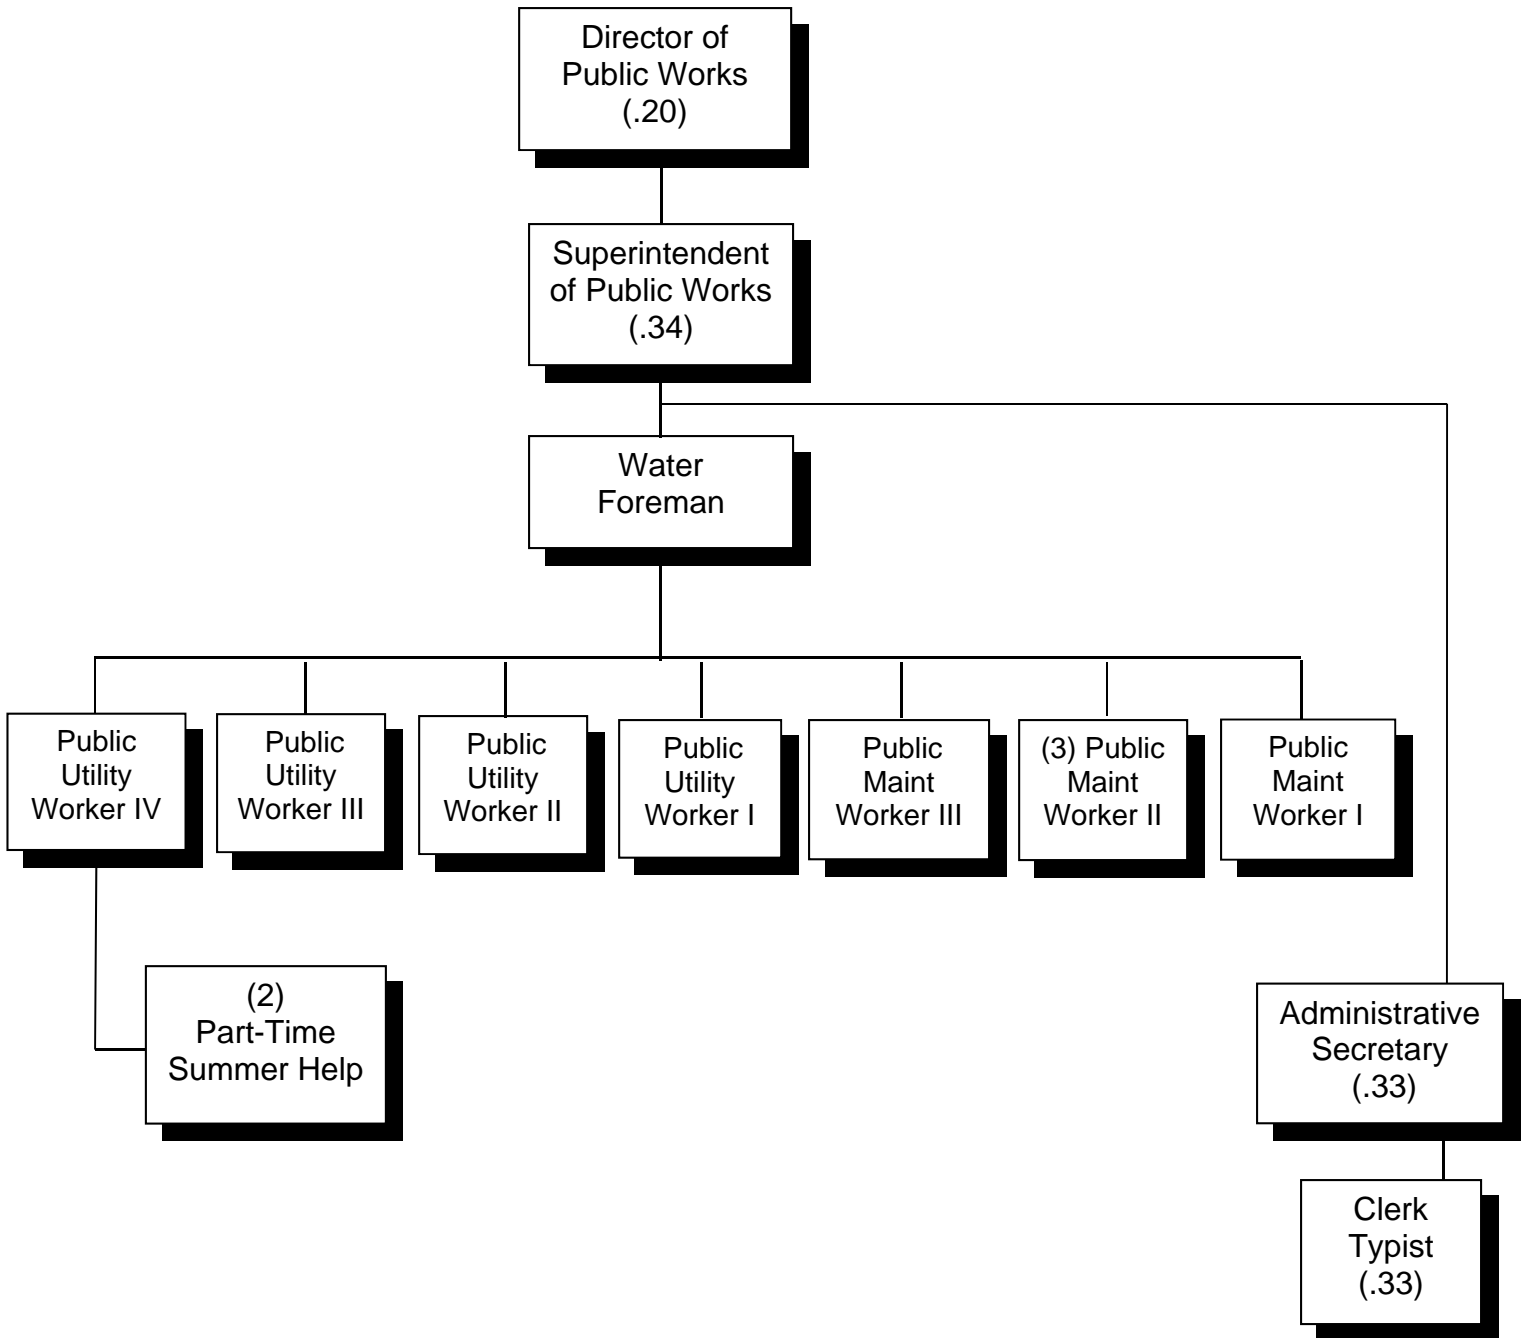 Director of
Public Works
(.20)
Superintendent
of Public Works
(.34)
Water
Foreman
Public
Utility
Worker IV
Public
Utility
Worker III
Public
Utility
Worker II
Public
Utility
Worker I
Public
Maint
Worker III
(3) Public
Maint
Worker II
Public
Maint
Worker I
(2)
Part-Time
Summer Help
Administrative
Secretary
(.33)
Clerk
Typist
(.33)